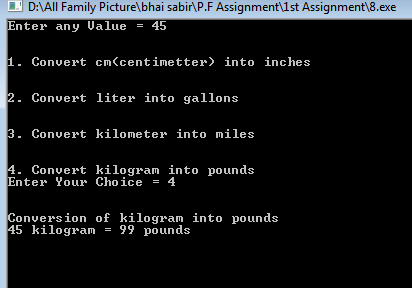 D:\All Family Picture\bhai sabir\P.F Assignment\1st Assignment\8.exe
Enter any Value = 45
1. Convert cm(centimetter) into inches
2. Convert liter into gallons
3. Convert kilometer into miles
4. Convert kilogram into pounds
Enter Your Choice = 4
Conversion of kilogram into pounds
45 kilogram = 99 pounds